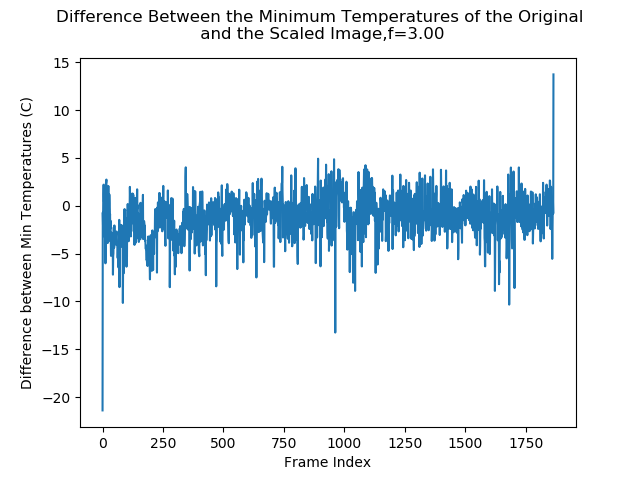 Difference Between the Minimum Temperatures of the Original
and the Scaled Image,f=3.00
15
10
5
0
−5
−10
−15
−20
Difference between Min Temperatures (C)
0 250 500 750 1000 1250 1500 1750
Frame Index